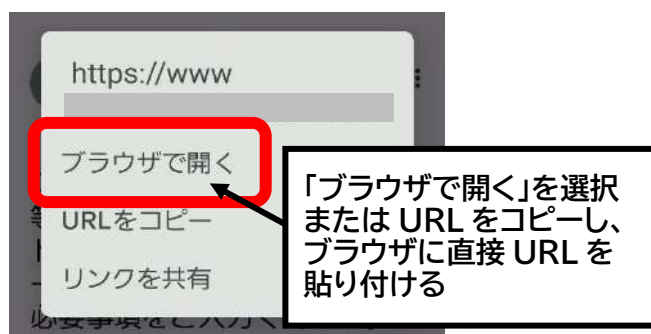 https://www
ブラウザで開く
URLをコピー
リンクを共有
「ブラウザで開く」を選択
または URL をコピーし、
ブラウザに直接 URL を
貼り付ける